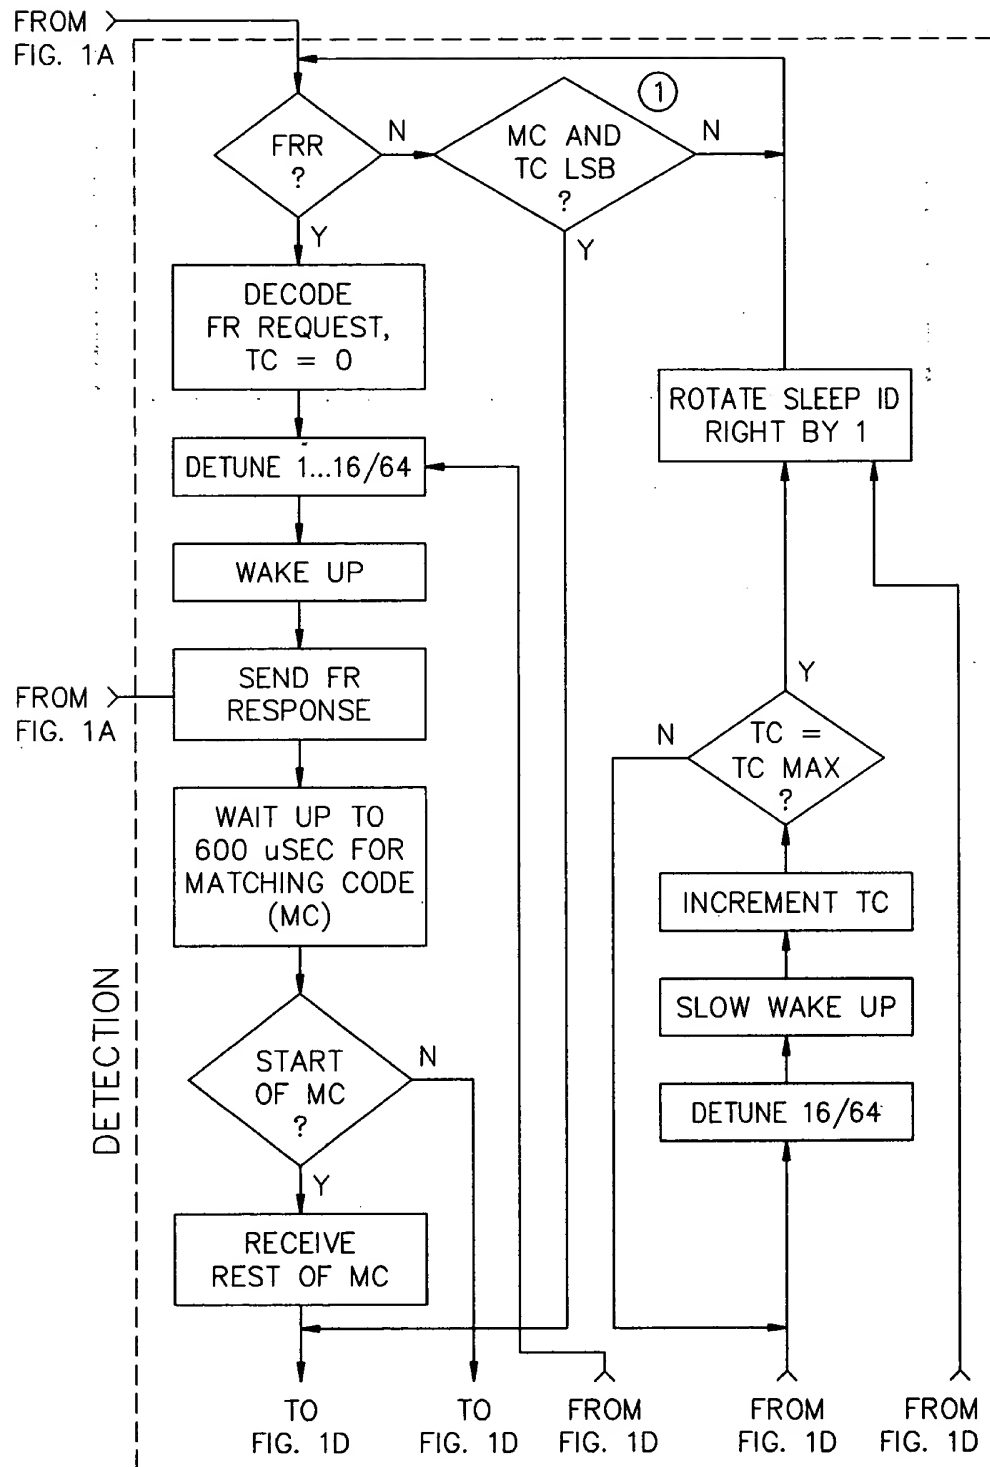 FROM
FIG. 1A
1
FRR
?
N
MC AND
TC LSB
?
N
Y
Y
DECODE
FR REQUEST,
TC = 0
ROTATE SLEEP ID
RIGHT BY 1
DETUNE 1...16/64
WAKE UP
SEND FR
RESPONSE
FROM
FIG. 1A
Y
N
TC =
TC MAX
?
WAIT UP TO
600 uSEC FOR
MATCHING CODE
(MC)
INCREMENT TC
SLOW WAKE UP
DETECTION
START
OF MC
?
N
DETUNE 16/64
Y
RECEIVE
REST OF MC
TO
FIG. 1D
TO
FIG. 1D
FROM
FIG. 1D
FROM
FIG. 1D
FROM
FIG. 1D